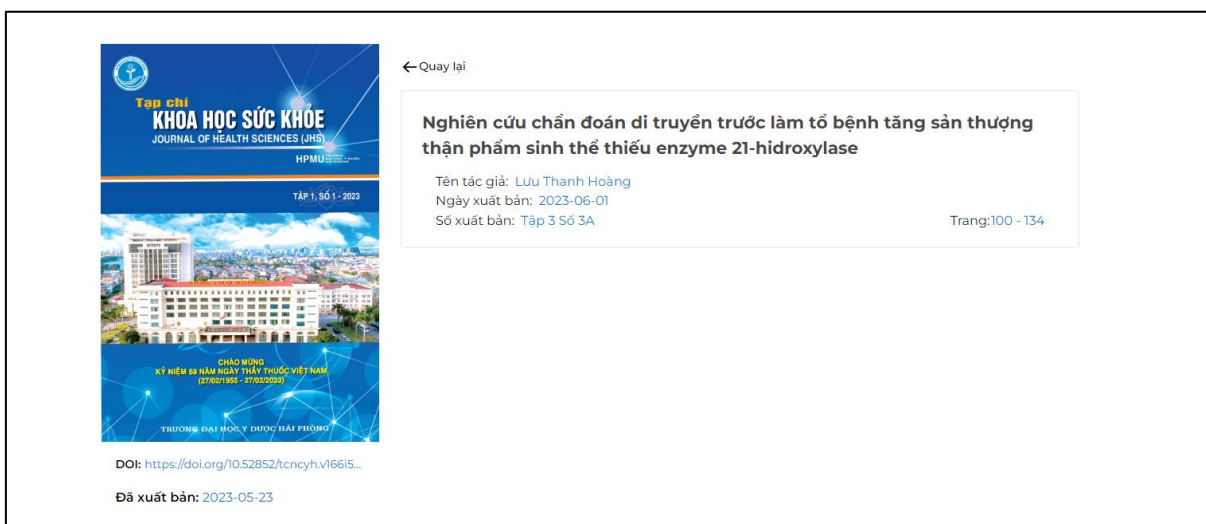 Tạp chí
KHOA HỌC SỨC KHỎE
JOURNAL OF HEALTH SCIENCES (JHS)
HPMU
TẬP 1, SỐ 1 - 2023
CHÀO MỪNG
KỶ NIỆM 68 NĂM NGÀY THẦY THUỐC VIỆT NAM
(27/02/1955 - 27/02/2023)
TRƯỜNG ĐẠI HỌC Y DƯỢC HẢI PHÒNG
DOI: https://doi.org/10.52852/tcncyh.v166i5...
Đã xuất bản: 2023-05-23
←Quay lại
Nghiên cứu chẩn đoán di truyền trước làm tổ bệnh tăng sản thượng
thận phẩm sinh thể thiếu enzyme 21-hidroxylase
Tên tác giả: Lưu Thanh Hoàng
Ngày xuất bản: 2023-06-01
Số xuất bản: Tập 3 Số 3A
Trang:100 - 134